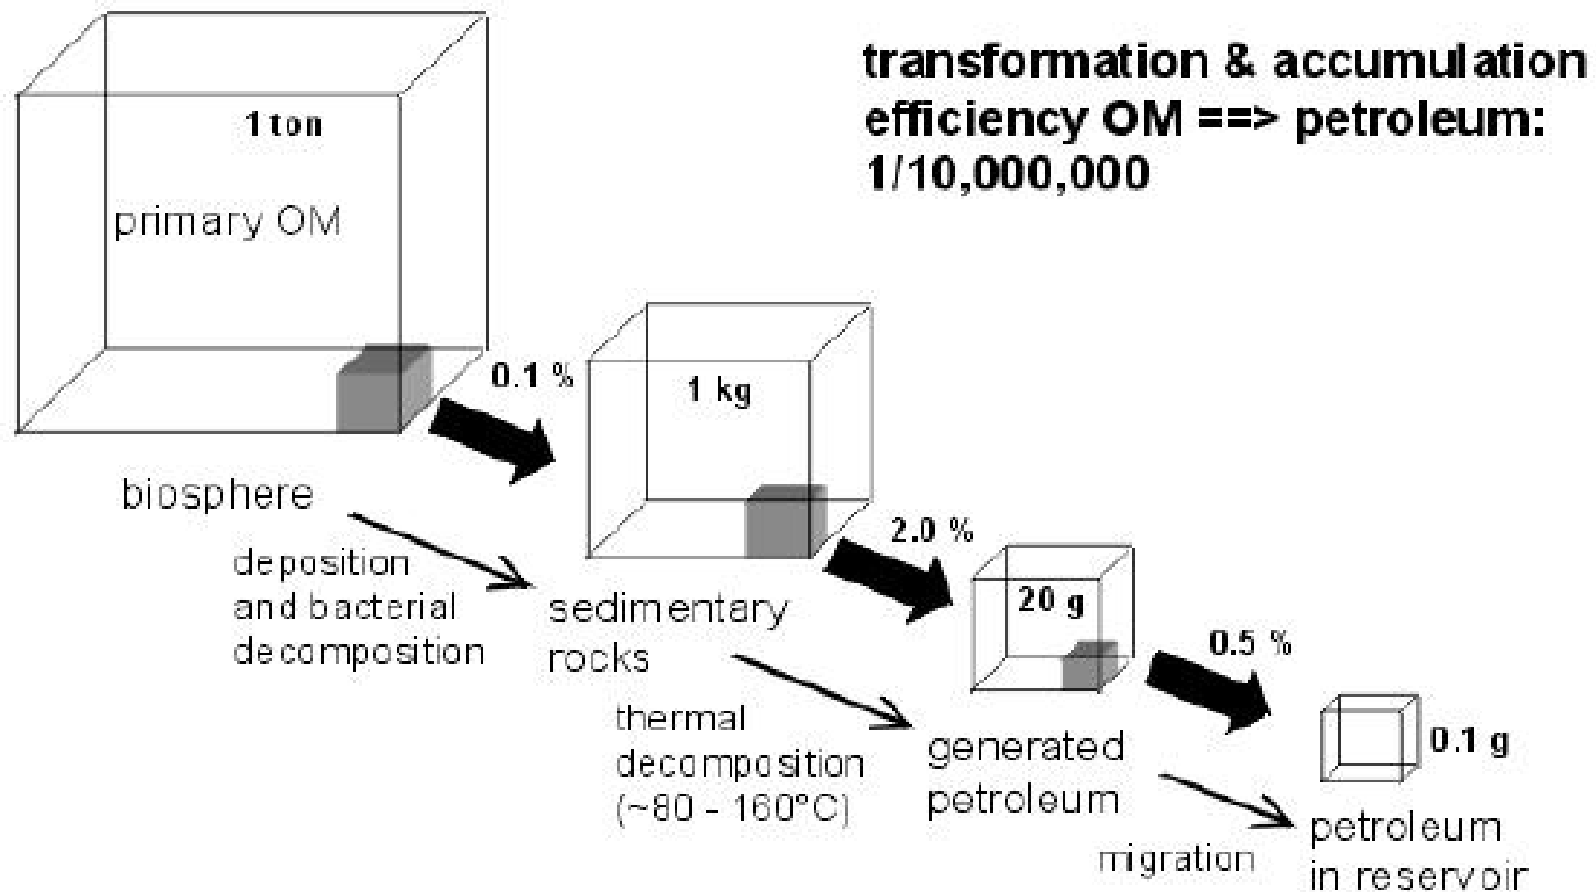 transformation & accumulation
efficiency OM ==> petroleum:
1/10,000,000
1 ton
primary OM
0.1 %
1 kg
biosphere
2.0 %
deposition
and bacterial
decomposition
20 g
sedimentary
rocks
0.5 %
thermal
decomposition
(~80 - 160°C)
generated
petroleum
0.1 g
migration
petroleum
in reservoir